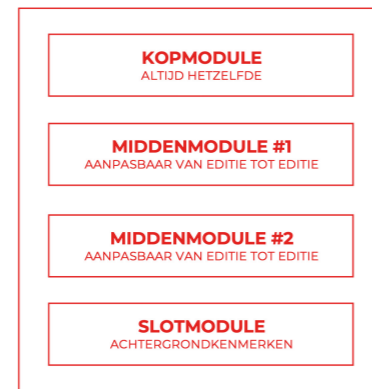 KOPMODULE
ALTIJD HETZELFDE
MIDDENMODULE #1
AANPASBAAR VAN EDITIE TOT EDITIE
MIDDENMODULE #2
AANPASBAAR VAN EDITIE TOT EDITIE
SLOTMODULE
ACHTERGRONDKENMERKEN